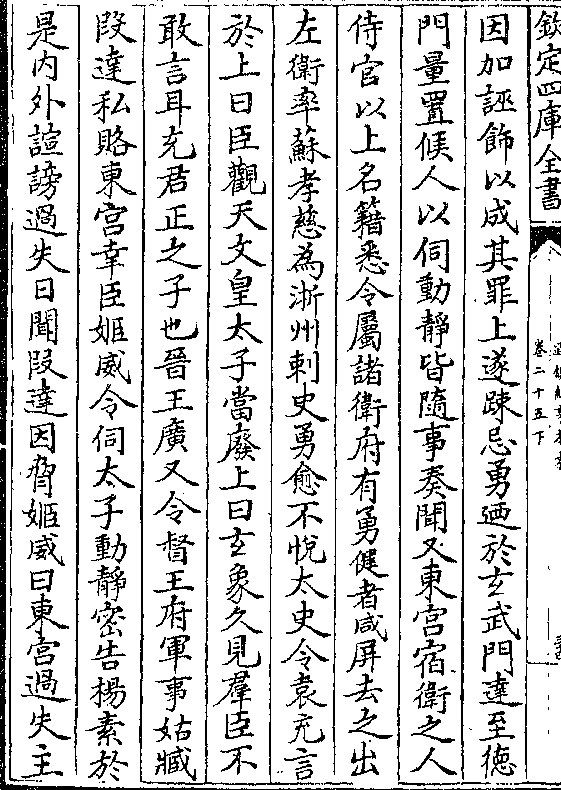 欽定四庫全書
卷二十五下
因加誣飾以成其罪上遂疎忌勇廼於玄武門達至德
門量置候人以伺動靜皆隨事奏聞又東宫宿衛之人
侍官以上名籍悉令屬諸衛府有勇健者咸屏去之出
左衛率蘇孝慈為淅州刺史勇愈不悅太史令袁充言
於上曰臣觀天文皇太子當廢上曰玄象久見羣臣不
敢言耳充君正之子也晉王廣又令督王府軍事姑臧
段達私賂東宫幸臣姬威令伺太子動靜密告楊素於
是内外諠謗過失日聞段達因脅姬威曰東宫過失主